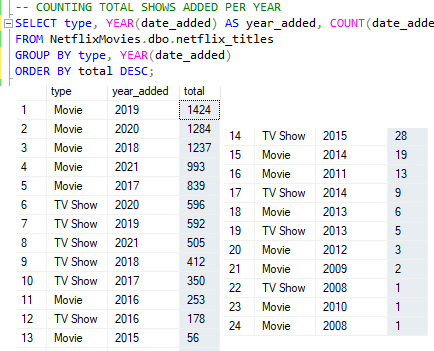 -- COUNTING TOTAL SHOWS ADDED PER YEAR
SELECT type, YEAR(date_added) AS year_added, COUNT(date_adde
FROM NetflixMovies.dbo.netflix_titles
GROUP BY type, YEAR(date_added)
ORDER BY total DESC;
type year_added total
1 Movie 2019 1424
2 Movie 2020 1284
3 Movie 2018 1237
4 Movie 2021 993
5 Movie 2017 839
6 TV Show 2020 596
7 TV Show 2019 592
8 TV Show 2021 505
9 TV Show 2018 412
10 TV Show 2017 350
11 Movie 2016 253
12 TV Show 2016 178
13 Movie 2015 56
14 TV Show 2015 28
15 Movie 2014 19
16 Movie 2011 13
17 TV Show 2014 9
18 Movie 2013 6
19 TV Show 2013 5
20 Movie 2012 3
21 Movie 2009 2
22 TV Show 2008 1
23 Movie 2010 1
24 Movie 2008 1